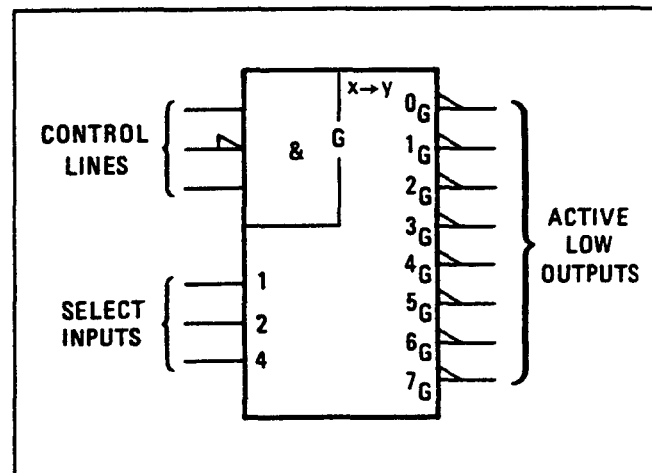 x→y
CONTROL
LINES
&
G
0G
1G
2G
3G
4G
5G
6G
7G
ACTIVE
LOW
OUTPUTS
SELECT
INPUTS
1
2
4